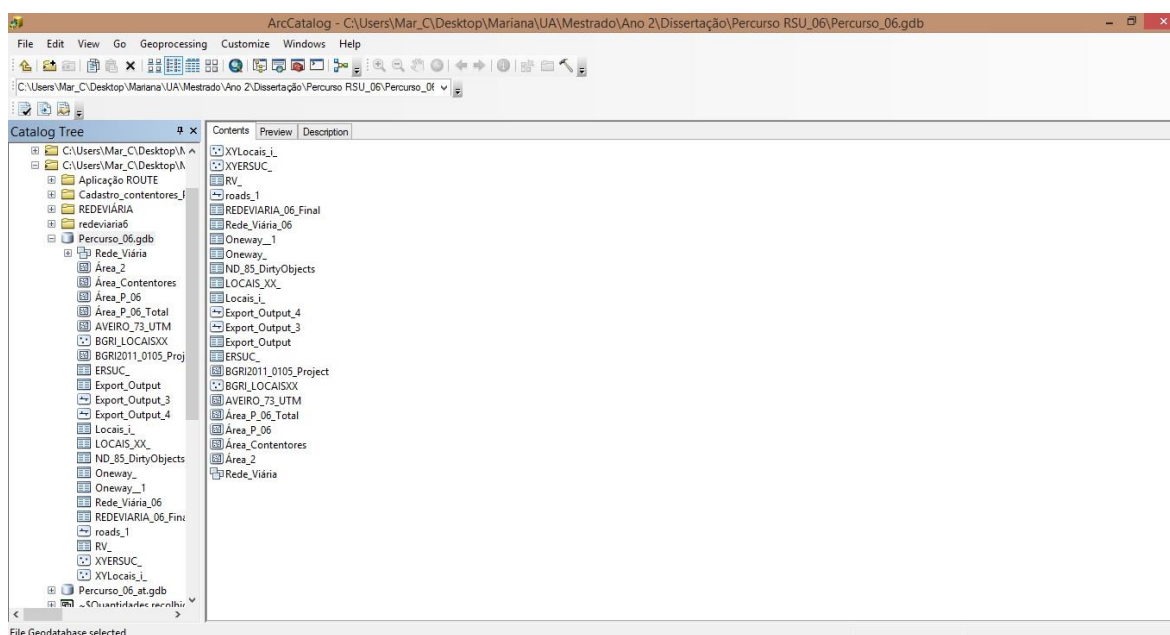 ArcCatalog - C:\Users\Mar_C\Desktop\Mariana\UA\Mestrado\Ano 2\Dissertação\Percurso RSU_06\Percurso_06.gdb
File Edit View Go Geoprocessing Customize Windows Help
C:\Users\Mar_C\Desktop\Mariana\UA\Mestrado\Ano 2\Dissertação\Percurso RSU_06\Percurso_06
Catalog Tree
C:\Users\Mar_C\Desktop\
C:\Users\Mar_C\Desktop\
Aplicação ROUTE
Cadastro_contentores_
REDEVIÁRIA
redeviaria6
Percurso_06.gdb
Rede_Viária
Área_2
Área_Contentores
Área_P_06
Área_P_06_Total
AVEIRO_73_UTM
BGRI_LOCAISXX
BGRI2011_0105_Proj
ERSUC_
Export_Output
Export_Output_3
Export_Output_4
Locais_i_
LOCAIS_XX_
ND_85_DirtyObjects
Oneway_
Oneway__1
Rede_Viária_06
REDEVIARIA_06_Fina
roads_1
RV_
XYERSUC_
XYLocais_i_
Percurso_06_at.gdb
~$Quantidades recolhi
Contents Preview Description
XYLocais_i_
XYERSUC_
RV_
roads_1
REDEVIARIA_06_Final
Rede_Viária_06
Oneway__1
Oneway_
ND_85_DirtyObjects
LOCAIS_XX_
Locais_i_
Export_Output_4
Export_Output_3
Export_Output
ERSUC_
BGRI2011_0105_Project
BGRI_LOCAISXX
AVEIRO_73_UTM
Área_P_06_Total
Área_P_06
Área_Contentores
Área_2
Rede_Viária
File Geodatabase selected